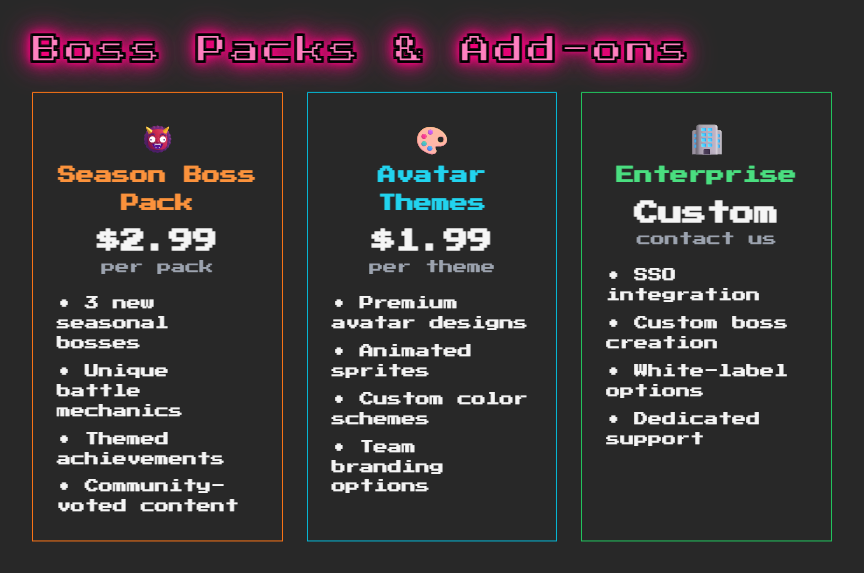 Boss Packs & Add-ons
Season Boss
Pack
$2.99
per pack
• 3 new
seasonal
bosses
• Unique
battle
mechanics
• Themed
achievements
• Community-
voted content
Avatar
Themes
$1.99
per theme
• Premium
avatar designs
• Animated
sprites
• Custom color
schemes
• Team
branding
options
Enterprise
Custom
contact us
• SSO
integration
• Custom boss
creation
• White-label
options
• Dedicated
support